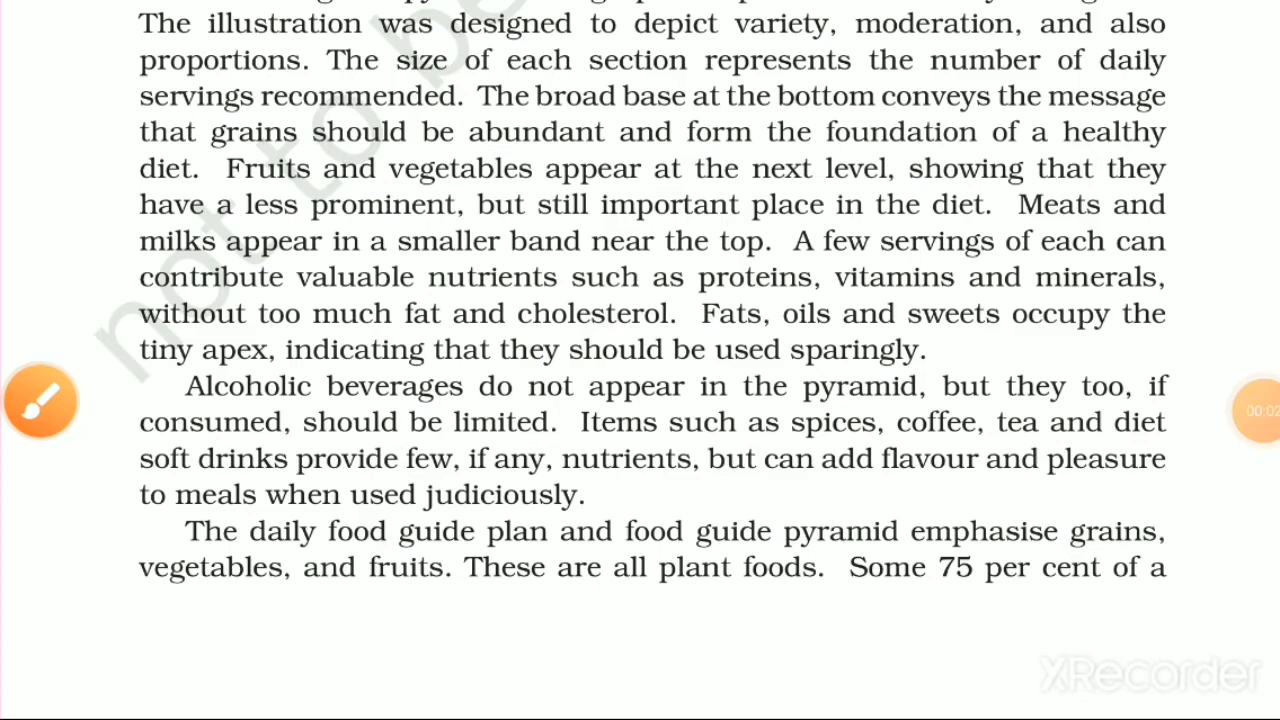 The illustration was designed to depict variety, moderation, and also
proportions. The size of each section represents the number of daily
servings recommended. The broad base at the bottom conveys the message
that grains should be abundant and form the foundation of a healthy
diet. Fruits and vegetables appear at the next level, showing that they
have a less prominent, but still important place in the diet. Meats and
milks appear in a smaller band near the top. A few servings of each can
contribute valuable nutrients such as proteins, vitamins and minerals,
without too much fat and cholesterol. Fats, oils and sweets occupy the
tiny apex, indicating that they should be used sparingly.
Alcoholic beverages do not appear in the pyramid, but they too, if
consumed, should be limited. Items such as spices, coffee, tea and diet
soft drinks provide few, if any, nutrients, but can add flavour and pleasure
to meals when used judiciously.
The daily food guide plan and food guide pyramid emphasise grains,
vegetables, and fruits. These are all plant foods. Some 75 per cent of a
not to be
00:02
XRecorder